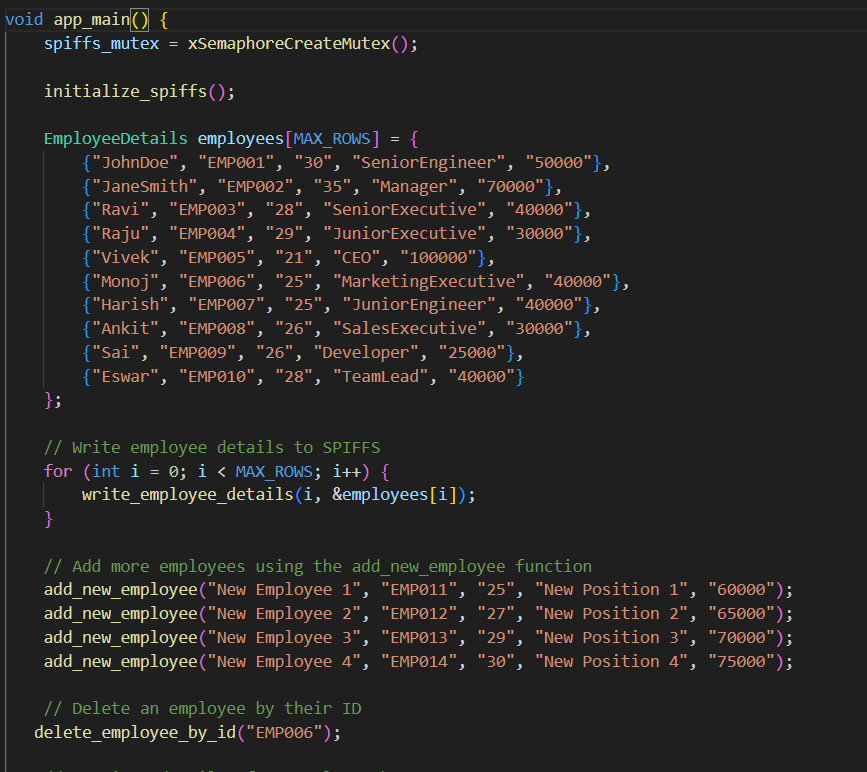 void app_main() {
    spiffs_mutex = xSemaphoreCreateMutex();
    initialize_spiffs();
    EmployeeDetails employees[MAX_ROWS] = {
        {"JohnDoe", "EMP001", "30", "SeniorEngineer", "50000"},
        {"JaneSmith", "EMP002", "35", "Manager", "70000"},
        {"Ravi", "EMP003", "28", "SeniorExecutive", "40000"},
        {"Raju", "EMP004", "29", "JuniorExecutive", "30000"},
        {"Vivek", "EMP005", "21", "CEO", "100000"},
        {"Monoj", "EMP006", "25", "MarketingExecutive", "40000"},
        {"Harish", "EMP007", "25", "JuniorEngineer", "40000"},
        {"Ankit", "EMP008", "26", "SalesExecutive", "30000"},
        {"Sai", "EMP009", "26", "Developer", "25000"},
        {"Eswar", "EMP010", "28", "TeamLead", "40000"}
    };
    // Write employee details to SPIFFS
    for (int i = 0; i < MAX_ROWS; i++) {
        write_employee_details(i, &employees[i]);
    }
    // Add more employees using the add_new_employee function
    add_new_employee("New Employee 1", "EMP011", "25", "New Position 1", "60000");
    add_new_employee("New Employee 2", "EMP012", "27", "New Position 2", "65000");
    add_new_employee("New Employee 3", "EMP013", "29", "New Position 3", "70000");
    add_new_employee("New Employee 4", "EMP014", "30", "New Position 4", "75000");
    // Delete an employee by their ID
   delete_employee_by_id("EMP006");